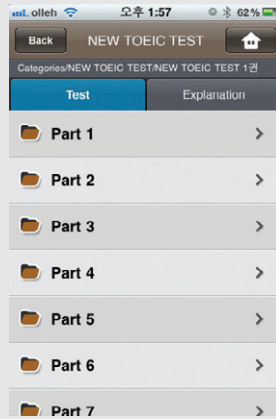 olleh 오후 1:57 62%
Back NEW TOEIC TEST
Categories/NEW TOEIC TEST/NEW TOEIC TEST 1권
Test Explanation
Part 1
Part 2
Part 3
Part 4
Part 5
Part 6
Part 7